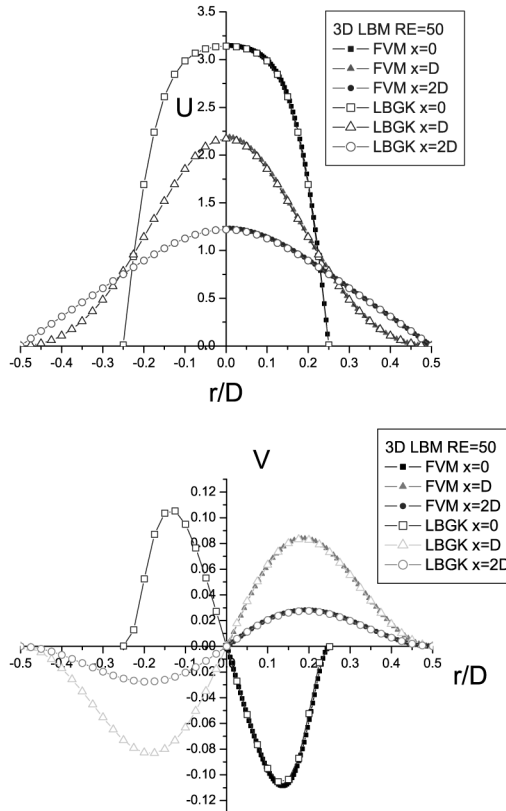 3.5
3D LBM RE=50
FVM x=0
FVM x=D
FVM x=2D
LBGK x=0
LBGK x=D
LBGK x=2D
3.0
2.5
U
2.0
1.5
1.0
0.5
0.0
-0.5 -0.4 -0.3 -0.2 -0.1 0.0 0.1 0.2 0.3 0.4 0.5
r/D
V
3D LBM RE=50
FVM x=0
FVM x=D
FVM x=2D
LBGK x=0
LBGK x=D
LBGK x=2D
0.12
0.10
0.08
0.06
0.04
0.02
0.00
-0.5 -0.4 -0.3 -0.2 -0.1 0.0 0.1 0.2 0.3 0.4 0.5
r/D
-0.02
-0.04
-0.06
-0.08
-0.10
-0.12